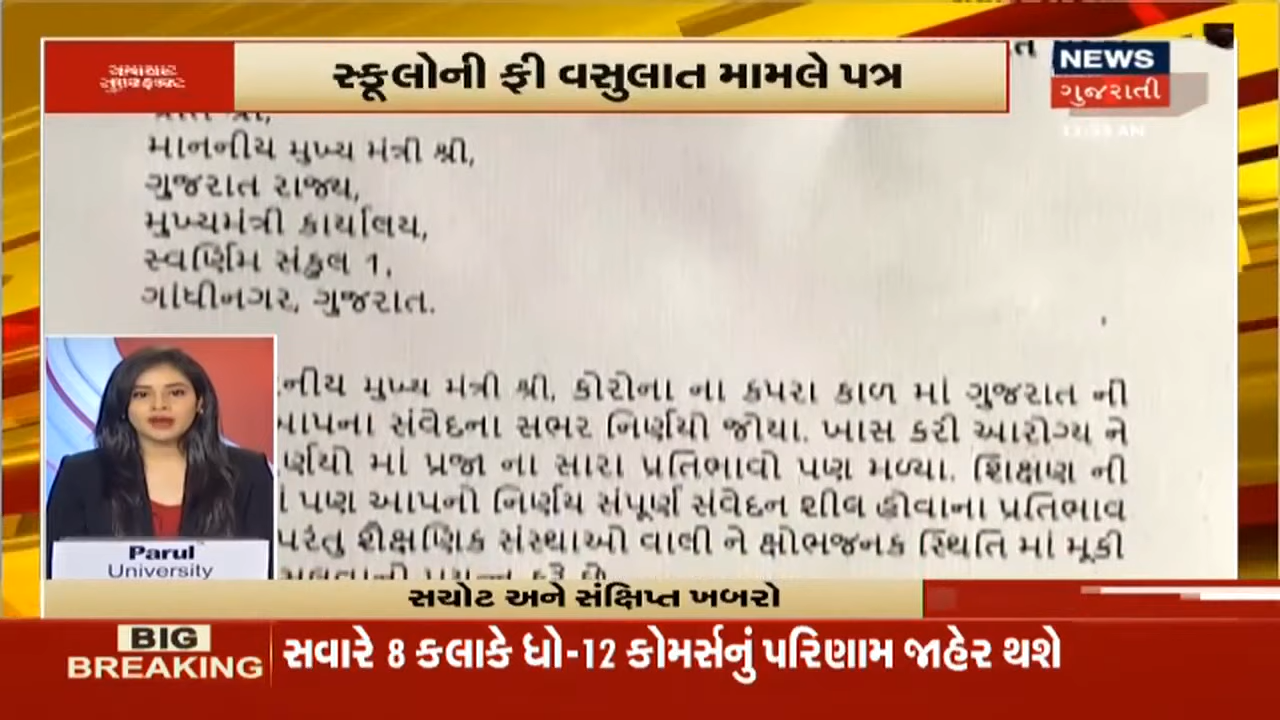 સ્કૂલોની ફી વસુલાત મામલે પત્ર
NEWS
ગુજરાતી
માનનીય મુખ્ય મંત્રી શ્રી,
ગુજરાત રાજ્ય,
મુખ્યમંત્રી કાર્યાલય,
સ્વર્ણિમ સંકુલ 1,
ગાંધીનગર, ગુજરાત.
મુખ્ય મંત્રી શ્રી, કોરોના ના કપરા કાળ માં ગુજરાત ની
આપના સંવેદના સભર નિર્ણયો જોયા. ખાસ કરી આરોગ્ય ને
માં પ્રજા ના સારા પ્રતિભાવો પણ મળ્યા. શિક્ષણ ની
પણ આપનો નિર્ણય સંપૂર્ણ સંવેદન શીલ હોવાના પ્રતિભાવ
પરંતુ શૈક્ષણિક સંસ્થાઓ વાલી ને ક્ષોભજનક સ્થિતિ માં મૂકી
Parul
University
સચોટ અને સંક્ષિપ્ત ખબરો
BIG
BREAKING
સવારે 8 કલાકે ધો-12 કોમર્સનું પરિણામ જાહેર થશે